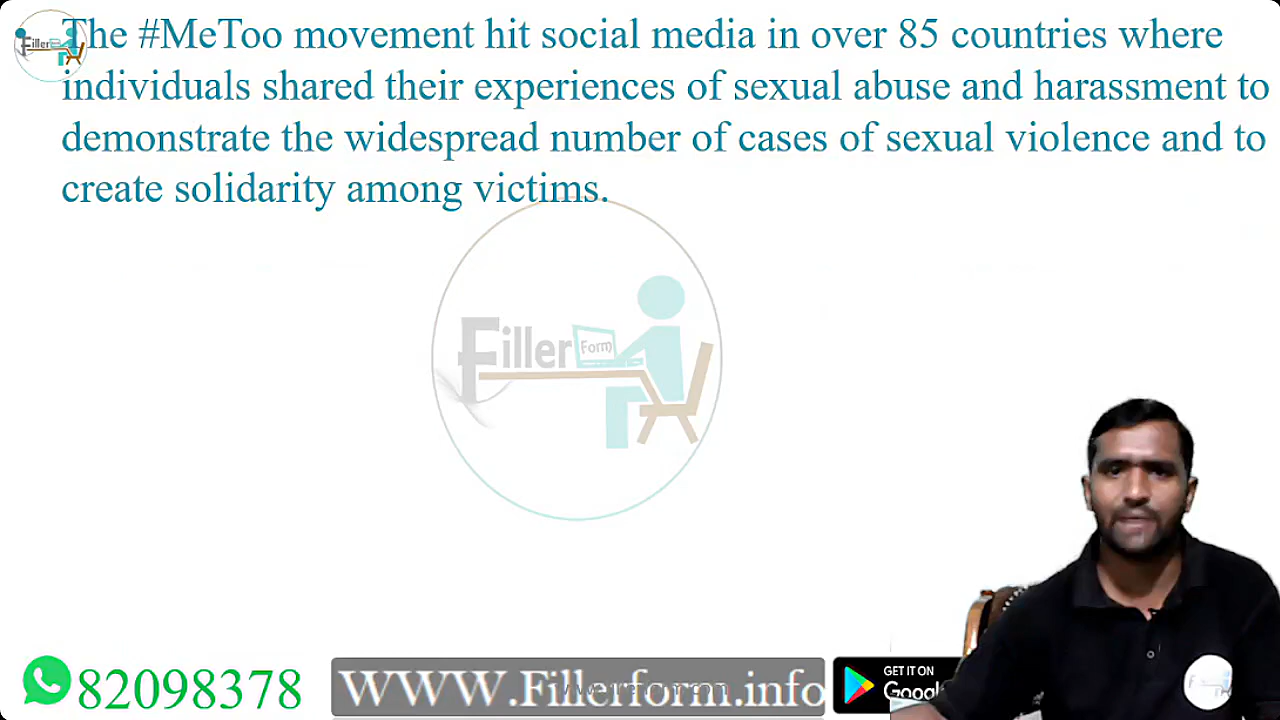 The #MeToo movement hit social media in over 85 countries where
individuals shared their experiences of sexual abuse and harassment to
demonstrate the widespread number of cases of sexual violence and to
create solidarity among victims.
Filler Form
82098378
WWW.Fillerform.info
GET IT ON